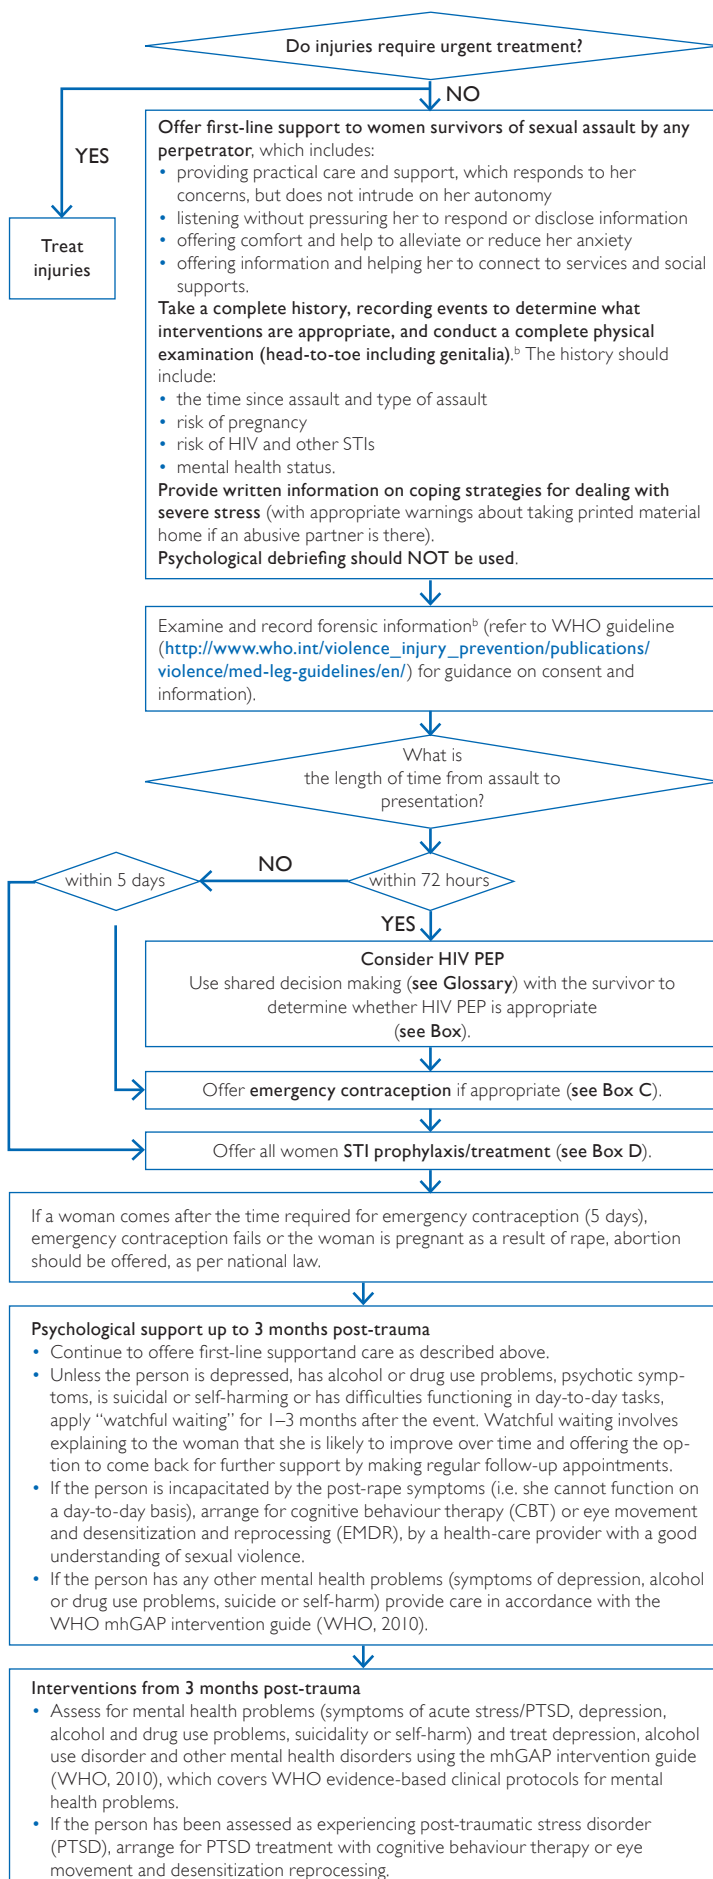 Do injuries require urgent treatment?
NO
YES
Treat
injuries
Offer first-line support to women survivors of sexual assault by any
perpetrator, which includes:
• providing practical care and support, which responds to her
concerns, but does not intrude on her autonomy
• listening without pressuring her to respond or disclose information
• offering comfort and help to alleviate or reduce her anxiety
• offering information and helping her to connect to services and social
supports.
Take a complete history, recording events to determine what
interventions are appropriate, and conduct a complete physical
examination (head-to-toe including genitalia).b The history should
include:
• the time since assault and type of assault
• risk of pregnancy
• risk of HIV and other STIs
• mental health status.
Provide written information on coping strategies for dealing with
severe stress (with appropriate warnings about taking printed material
home if an abusive partner is there).
Psychological debriefing should NOT be used.
Examine and record forensic informationb (refer to WHO guideline
(http://www.who.int/violence_injury_prevention/publications/
violence/med-leg-guidelines/en/) for guidance on consent and
information).
What is
the length of time from assault to
presentation?
within 5 days
NO
within 72 hours
YES
Consider HIV PEP
Use shared decision making (see Glossary) with the survivor to
determine whether HIV PEP is appropriate
(see Box).
Offer emergency contraception if appropriate (see Box C).
Offer all women STI prophylaxis/treatment (see Box D).
If a woman comes after the time required for emergency contraception (5 days),
emergency contraception fails or the woman is pregnant as a result of rape, abortion
should be offered, as per national law.
Psychological support up to 3 months post-trauma
• Continue to offere first-line supportand care as described above.
• Unless the person is depressed, has alcohol or drug use problems, psychotic symp-
toms, is suicidal or self-harming or has difficulties functioning in day-to-day tasks,
apply “watchful waiting” for 1–3 months after the event. Watchful waiting involves
explaining to the woman that she is likely to improve over time and offering the op-
tion to come back for further support by making regular follow-up appointments.
• If the person is incapacitated by the post-rape symptoms (i.e. she cannot function on
a day-to-day basis), arrange for cognitive behaviour therapy (CBT) or eye movement
and desensitization and reprocessing (EMDR), by a health-care provider with a good
understanding of sexual violence.
• If the person has any other mental health problems (symptoms of depression, alcohol
or drug use problems, suicide or self-harm) provide care in accordance with the
WHO mhGAP intervention guide (WHO, 2010).
Interventions from 3 months post-trauma
• Assess for mental health problems (symptoms of acute stress/PTSD, depression,
alcohol and drug use problems, suicidality or self-harm) and treat depression, alcohol
use disorder and other mental health disorders using the mhGAP intervention guide
(WHO, 2010), which covers WHO evidence-based clinical protocols for mental
health problems.
• If the person has been assessed as experiencing post-traumatic stress disorder
(PTSD), arrange for PTSD treatment with cognitive behaviour therapy or eye
movement and desensitization reprocessing.